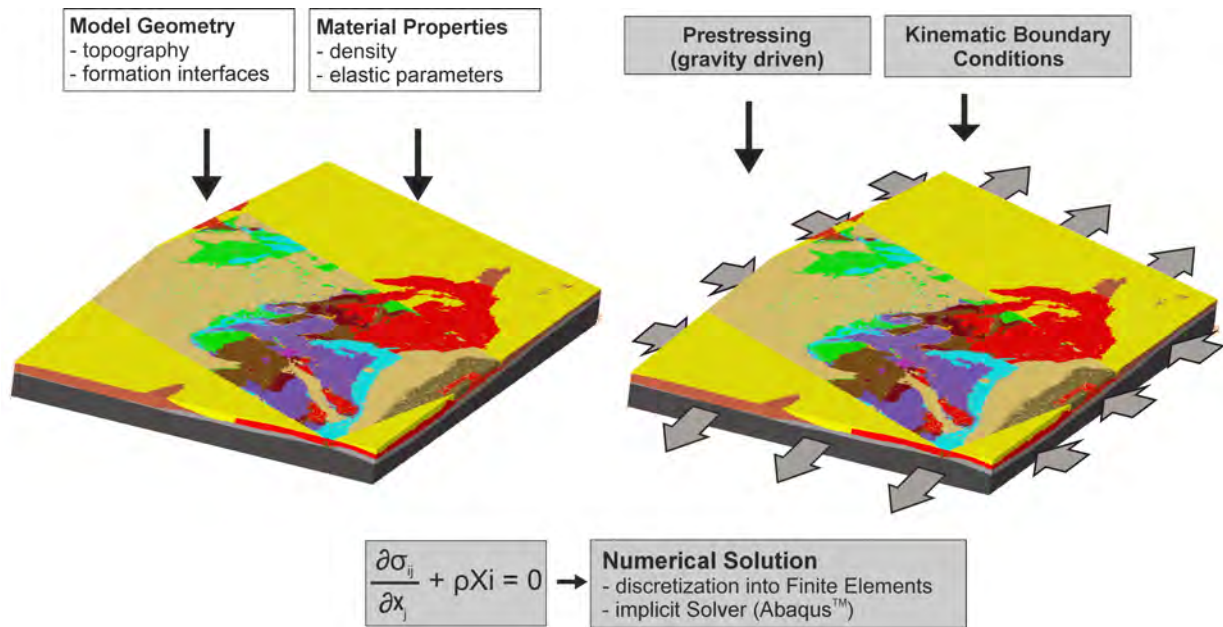 Model Geometry
- topography
- formation interfaces
Material Properties
- density
- elastic parameters
Prestressing
(gravity driven)
Kinematic Boundary
Conditions
∂σij
∂xj
+ ρXi = 0
Numerical Solution
- discretization into Finite Elements
- implicit Solver (Abaqus™)